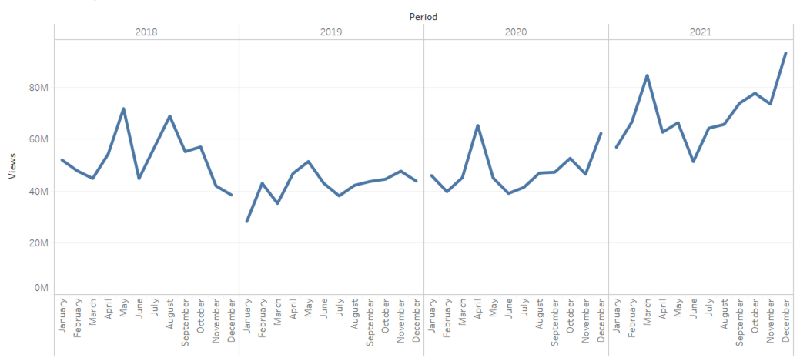 Period
2018 2019 2020 2021
Views
80M
60M
40M
20M
0M
January February March April May June July August September October November December January February March April May June July August September October November December January February March April May June July August September October November December January February March April May June July August September October November December